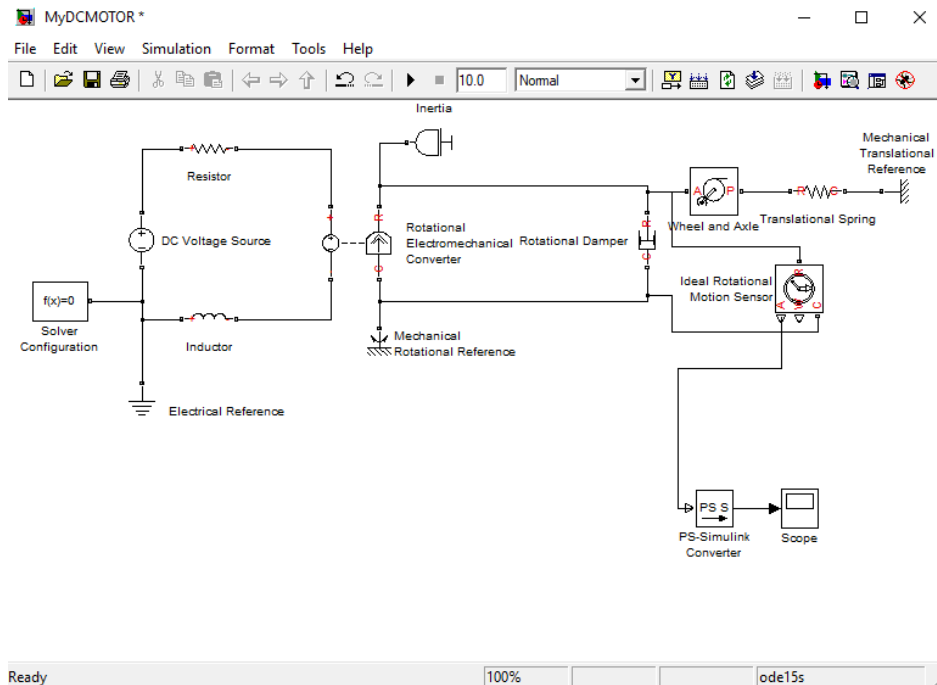 MyDCMOTOR *
File Edit View Simulation Format Tools Help
10.0 Normal
Inertia
Mechanical
Translational
Reference
Resistor
DC Voltage Source
Rotational
Electromechanical
Converter
Rotational Damper
Wheel and Axle
Translational Spring
Ideal Rotational
Motion Sensor
f(x)=0
Solver
Configuration
Inductor
Mechanical
Rotational Reference
Electrical Reference
+
+
+
R
C
R
C
A
P
R
C
R
A
W
C
PS S
PS-Simulink
Converter
Scope
Ready 100% ode15s